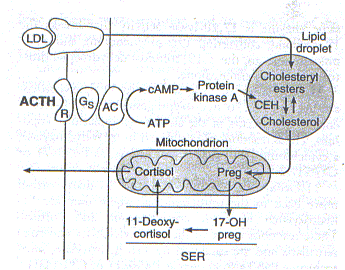 LDL
Lipid
droplet
Cholesteryl
esters
CEH
Cholesterol
ACTH
R
Gs
AC
cAMP
ATP
Protein
kinase A
Mitochondrion
Cortisol
Preg
11-Deoxy-
cortisol
17-OH
preg
SER